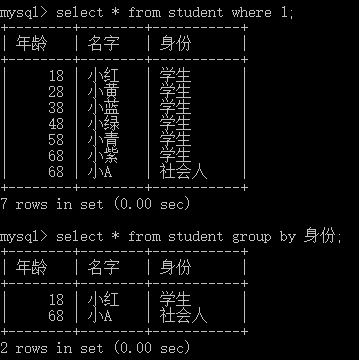 mysql> select * from student where 1;
+--------+--------+-----------+
| 年龄   | 名字   | 身份      |
+--------+--------+-----------+
|     18 | 小红   | 学生      |
|     28 | 小黄   | 学生      |
|     38 | 小蓝   | 学生      |
|     48 | 小绿   | 学生      |
|     58 | 小青   | 学生      |
|     68 | 小紫   | 学生      |
|     68 | 小A    | 社会人    |
+--------+--------+-----------+
7 rows in set (0.00 sec)
mysql> select * from student group by 身份;
+--------+--------+-----------+
| 年龄   | 名字   | 身份      |
+--------+--------+-----------+
|     18 | 小红   | 学生      |
|     68 | 小A    | 社会人    |
+--------+--------+-----------+
2 rows in set (0.00 sec)